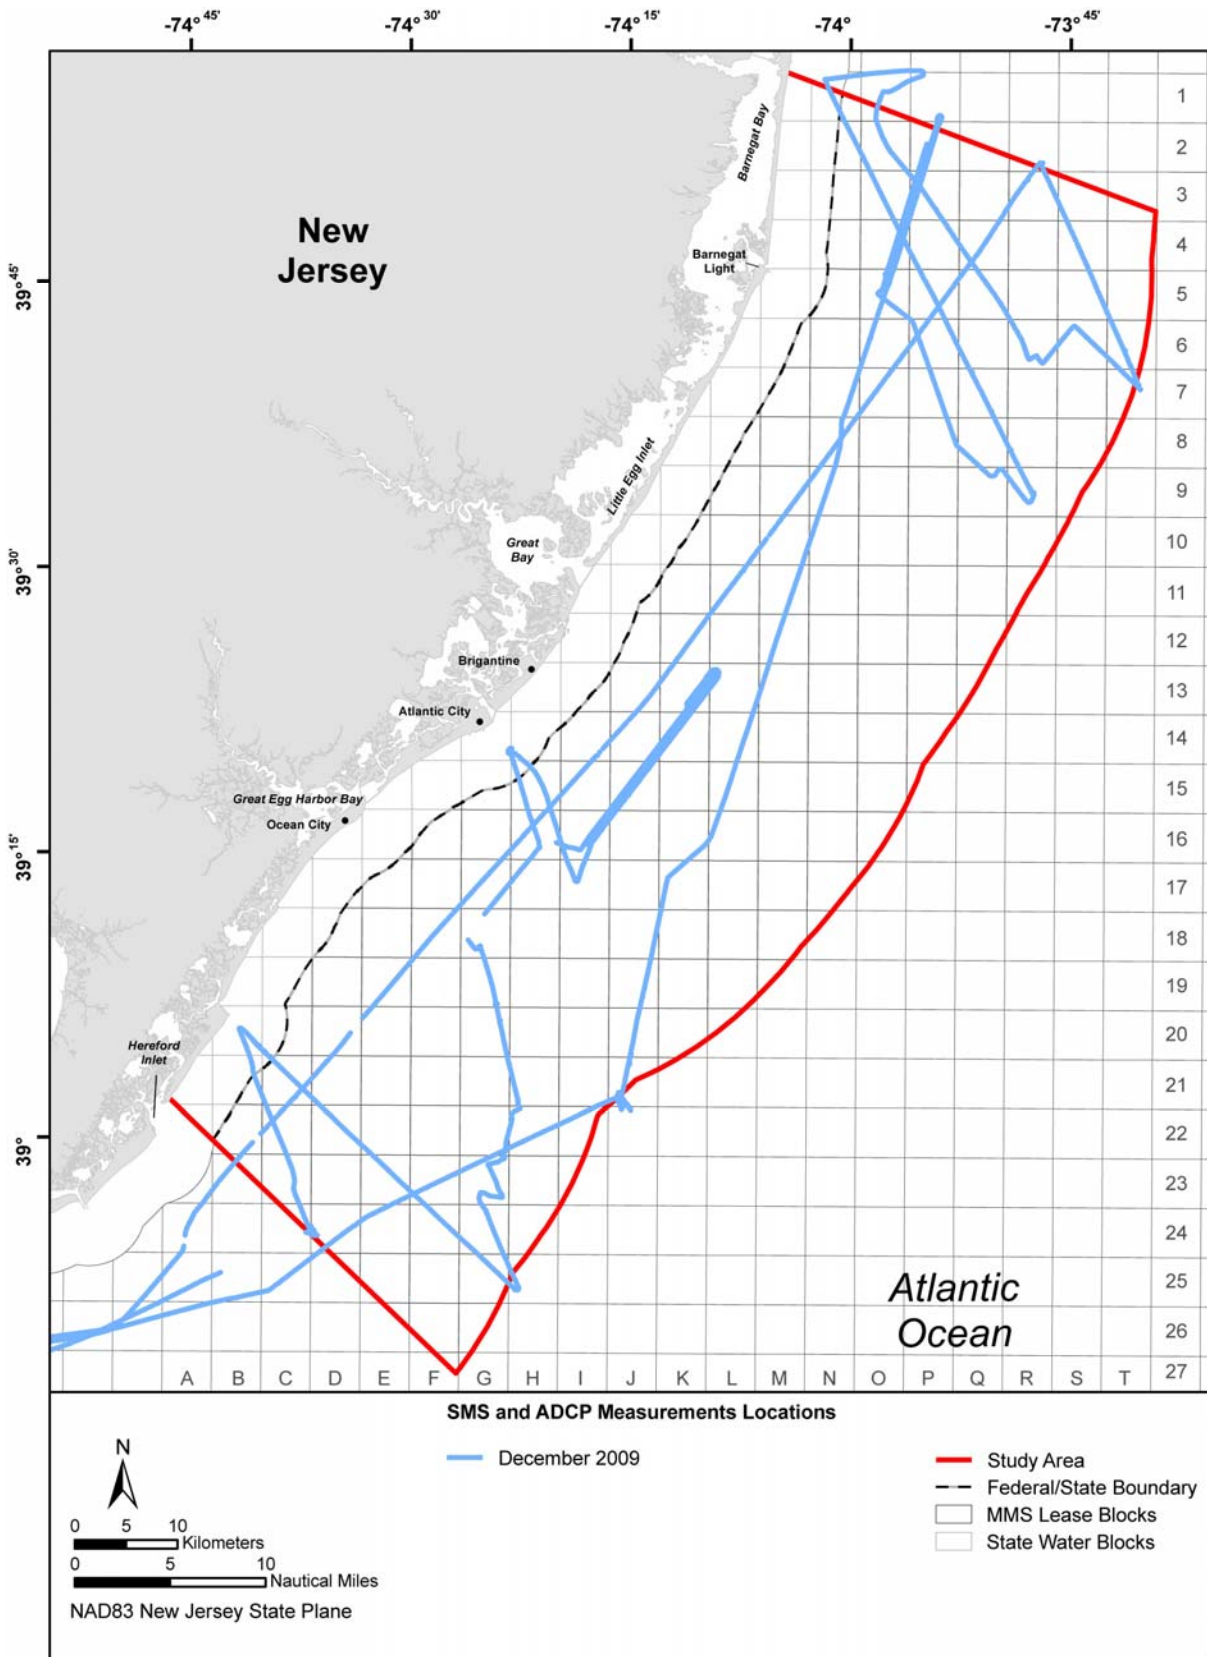 -74° 45'
-74° 30'
-74° 15'
-74°
-73° 45'
1
2
3
4
5
6
7
8
9
10
11
12
13
14
15
16
17
18
19
20
21
22
23
24
25
26
27
39° 45'
39° 30'
39° 15'
39°
New
Jersey
Barnegat Bay
Barnegat
Light
Little Egg Inlet
Great
Bay
Brigantine
Atlantic City
Great Egg Harbor Bay
Ocean City
Hereford
Inlet
Atlantic
Ocean
A B C D E F G H I J K L M N O P Q R S T
SMS and ADCP Measurements Locations
December 2009
Study Area
Federal/State Boundary
MMS Lease Blocks
State Water Blocks
N
0 5 10
Kilometers
0 5 10
Nautical Miles
NAD83 New Jersey State Plane